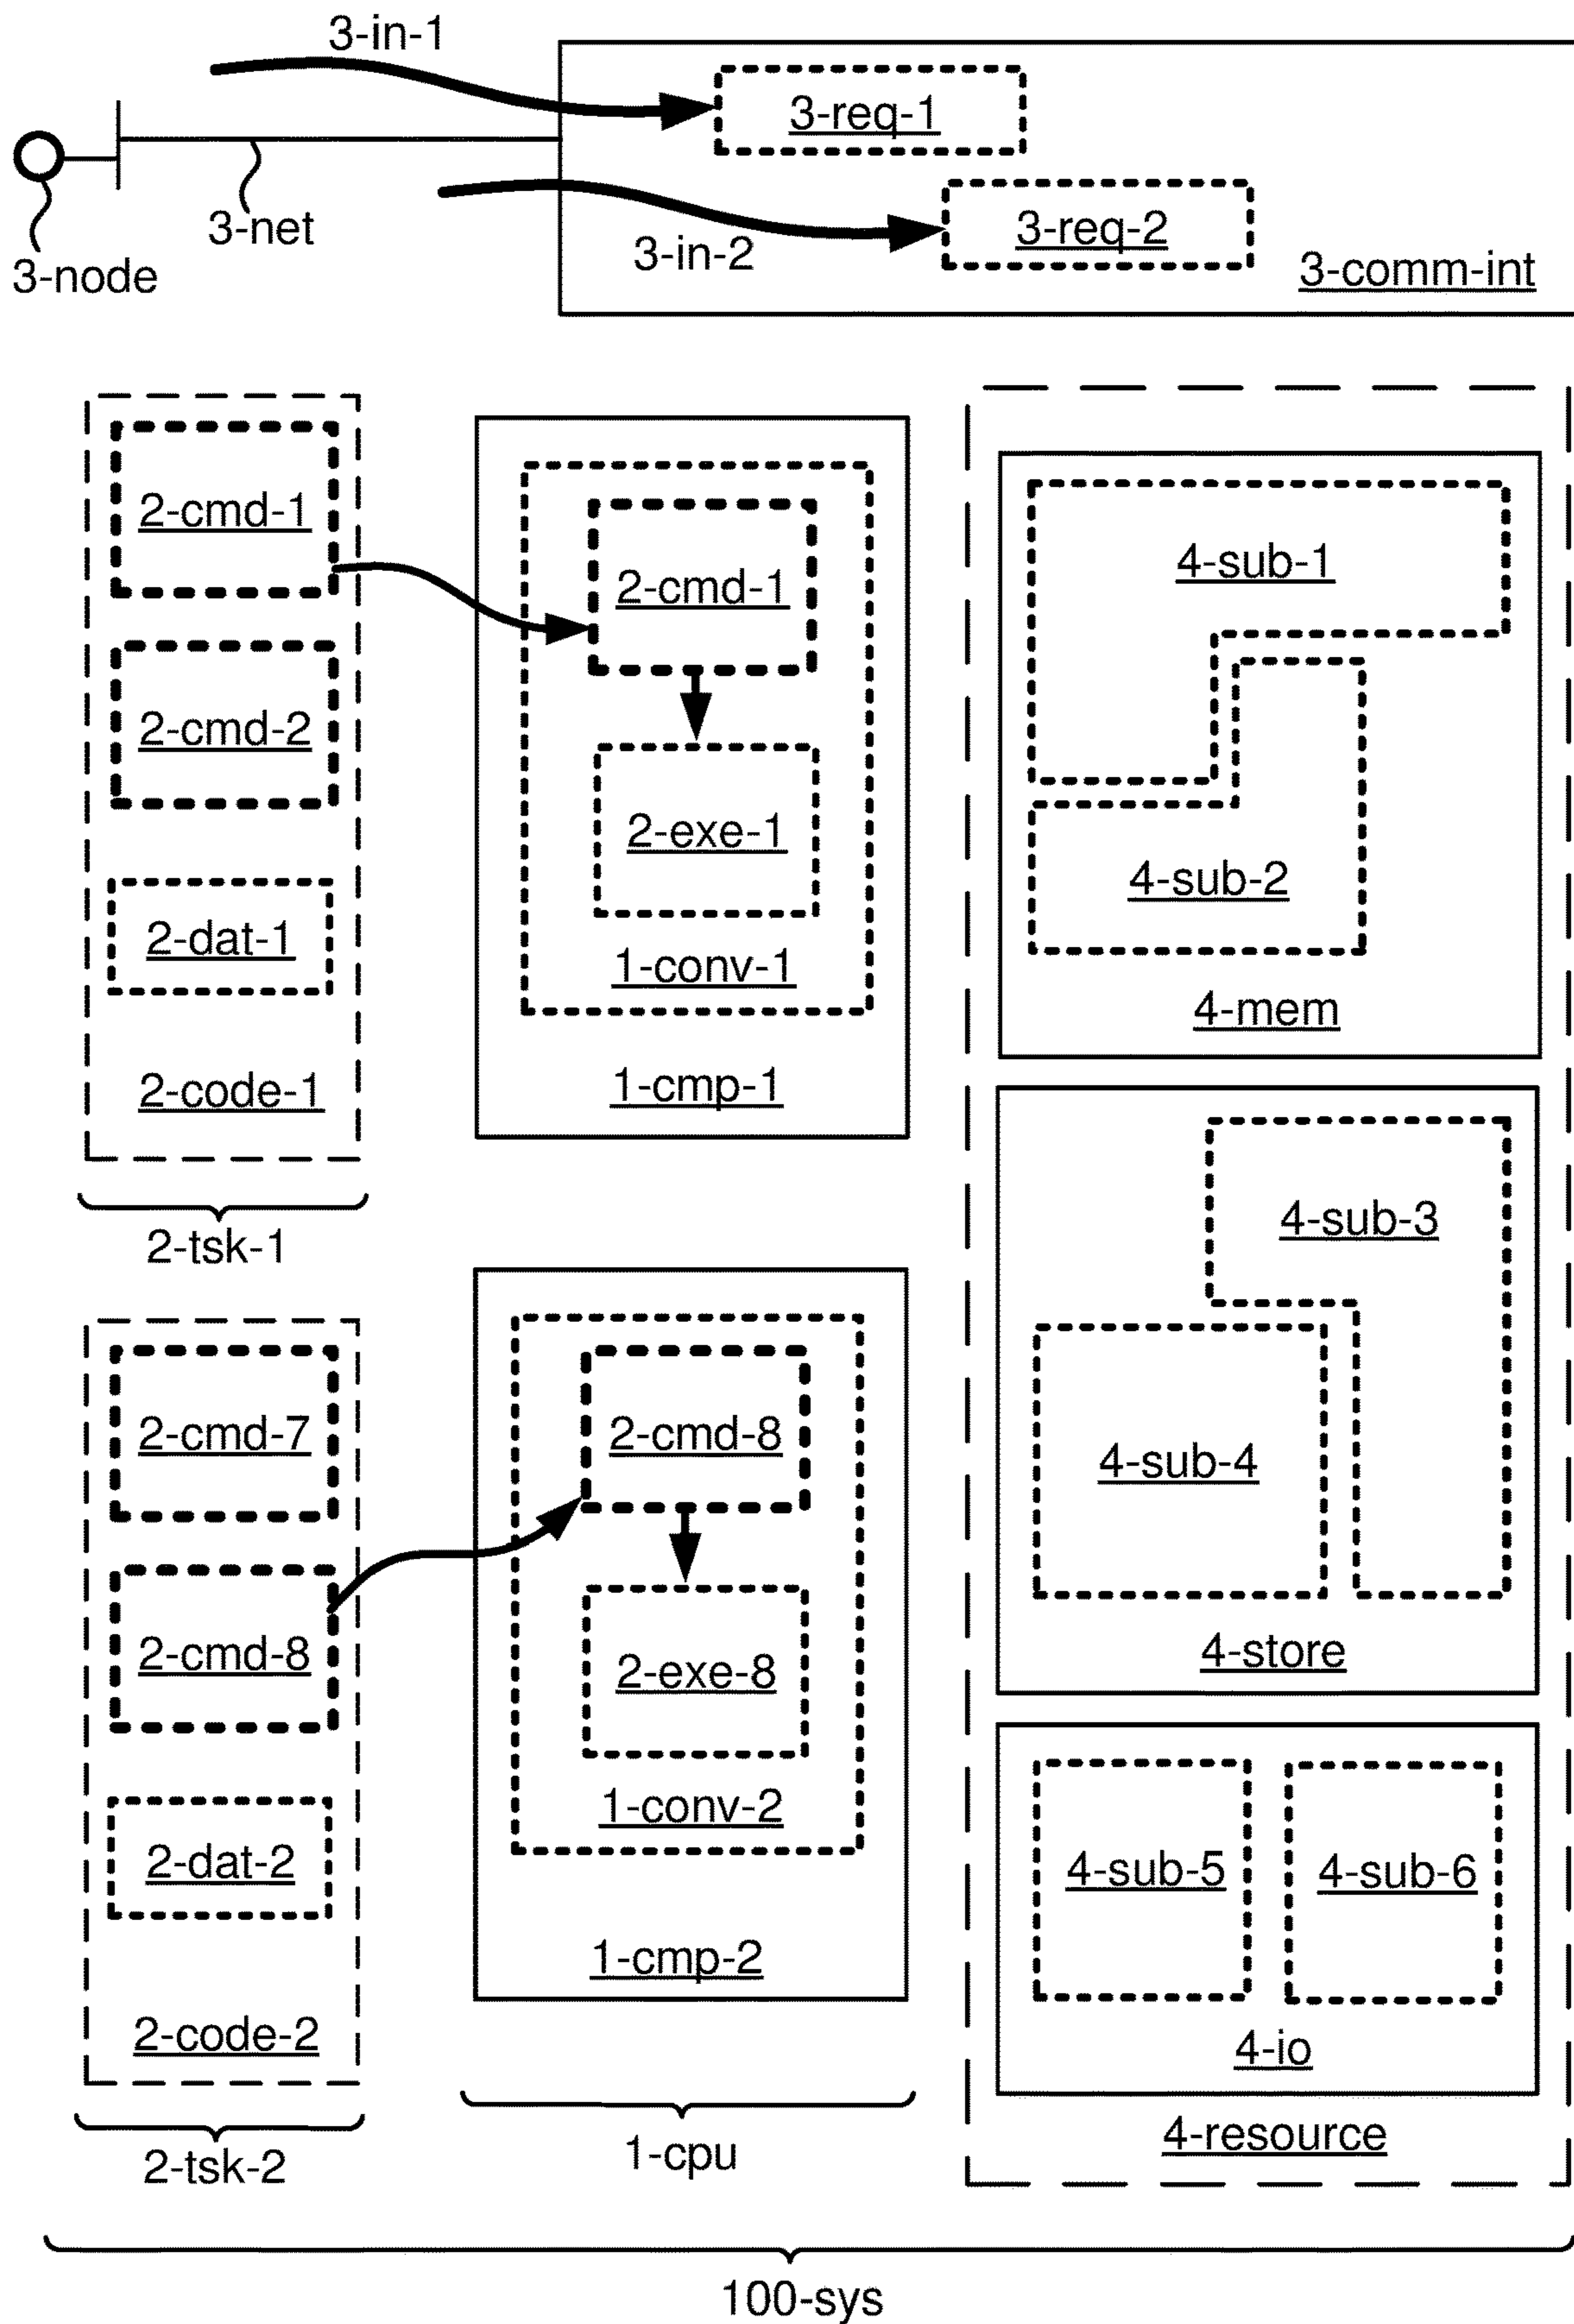 3-in-1
3-req-1
3-net
3-node
3-in-2
3-req-2
3-comm-int
2-cmd-1
2-cmd-2
2-dat-1
2-code-1
2-tsk-1
2-cmd-1
2-exe-1
1-conv-1
1-cmp-1
4-sub-1
4-sub-2
4-mem
2-cmd-7
2-cmd-8
2-dat-2
2-code-2
2-tsk-2
2-cmd-8
2-exe-8
1-conv-2
1-cmp-2
1-cpu
4-sub-3
4-sub-4
4-store
4-sub-5
4-sub-6
4-io
4-resource
100-sys